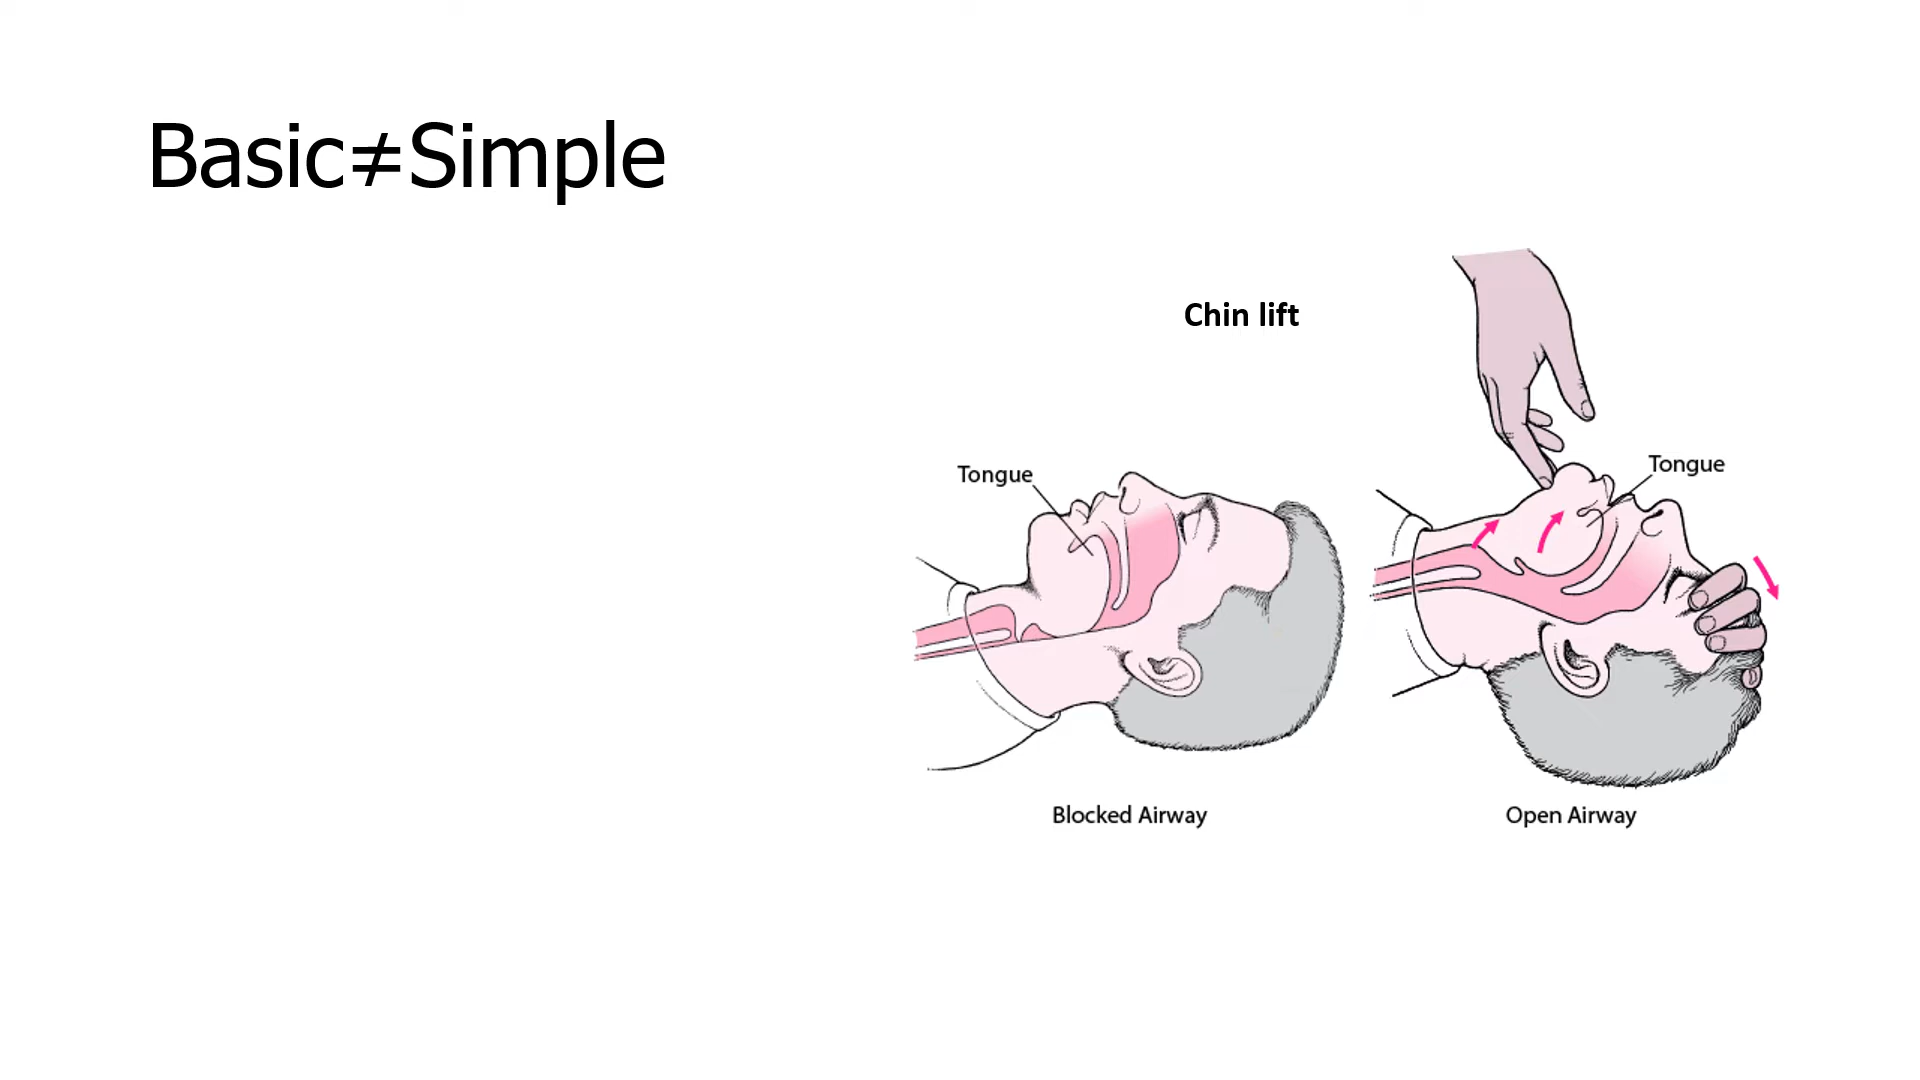 Basic≠Simple
Chin lift
Tongue
Tongue
Blocked Airway
Open Airway